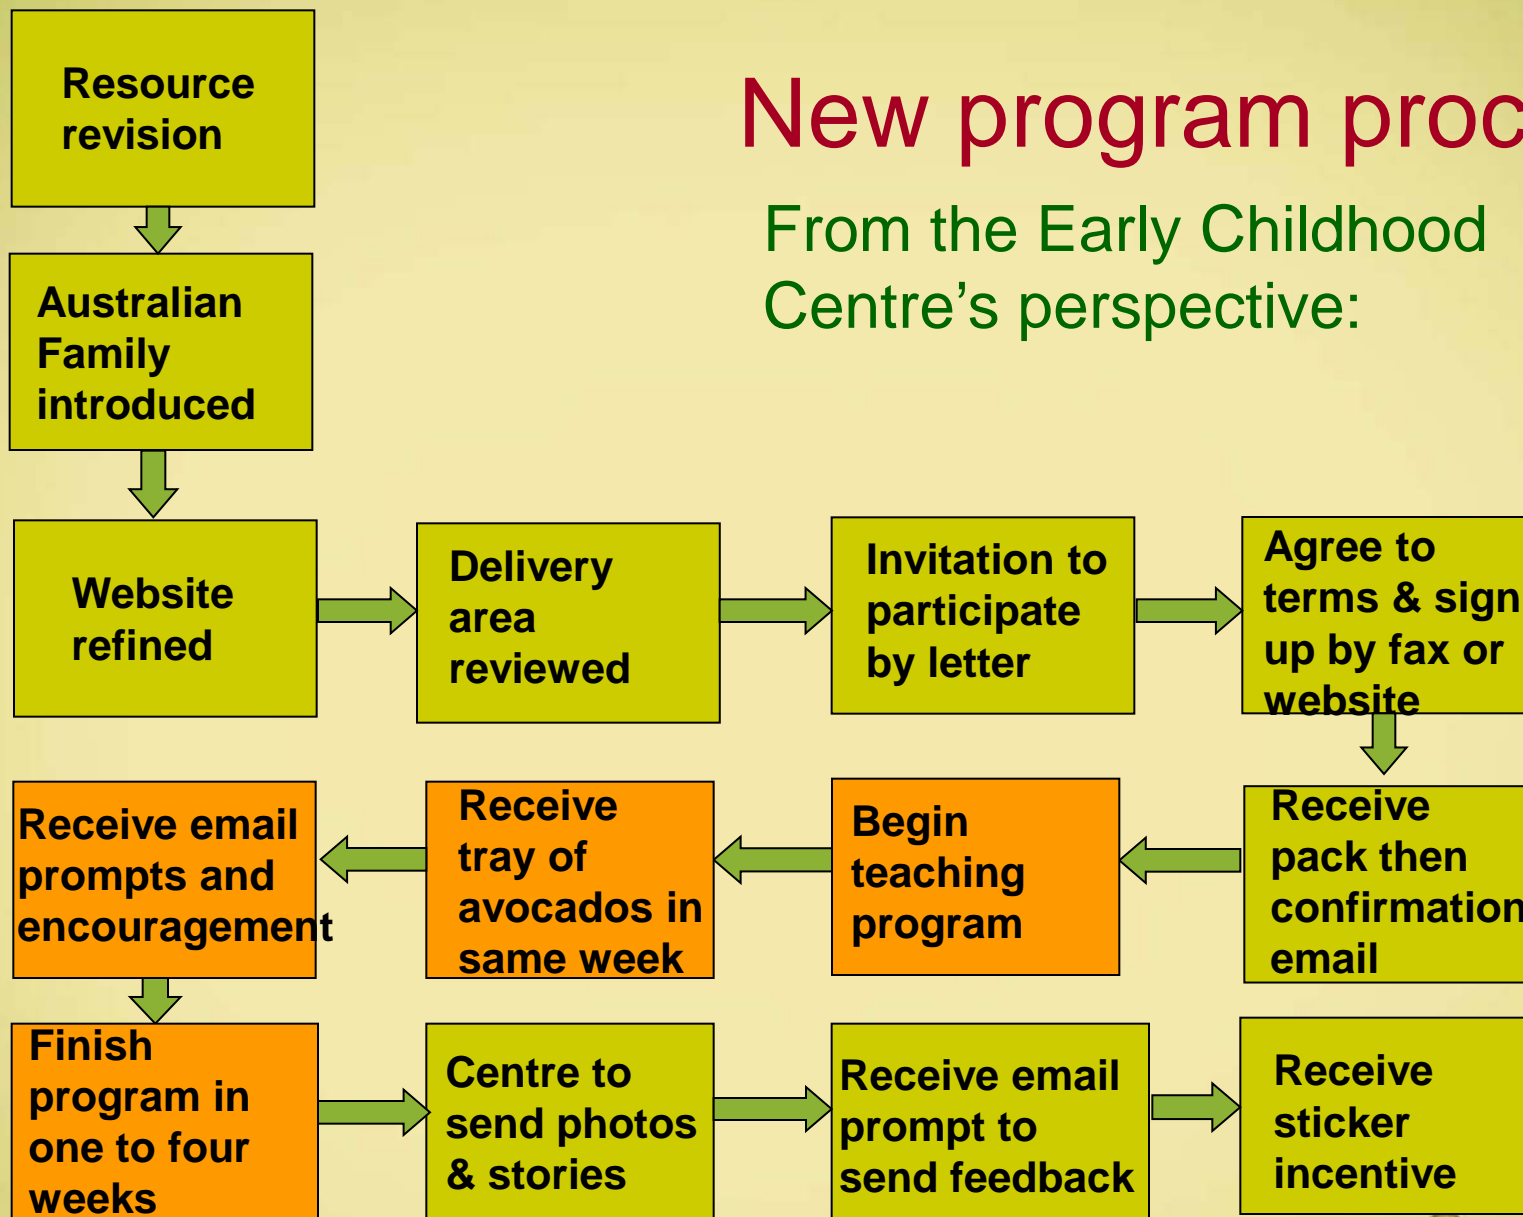 New program proc
From the Early Childhood
Centre's perspective:
Resource
revision
Australian
Family
introduced
Website
refined
Delivery
area
reviewed
Invitation to
participate
by letter
Agree to
terms & sign
up by fax or
website
Receive
pack then
confirmation
email
Begin
teaching
program
Receive
tray of
avocados in
same week
Receive email
prompts and
encouragement
Finish
program in
one to four
weeks
Centre to
send photos
& stories
Receive email
prompt to
send feedback
Receive
sticker
incentive